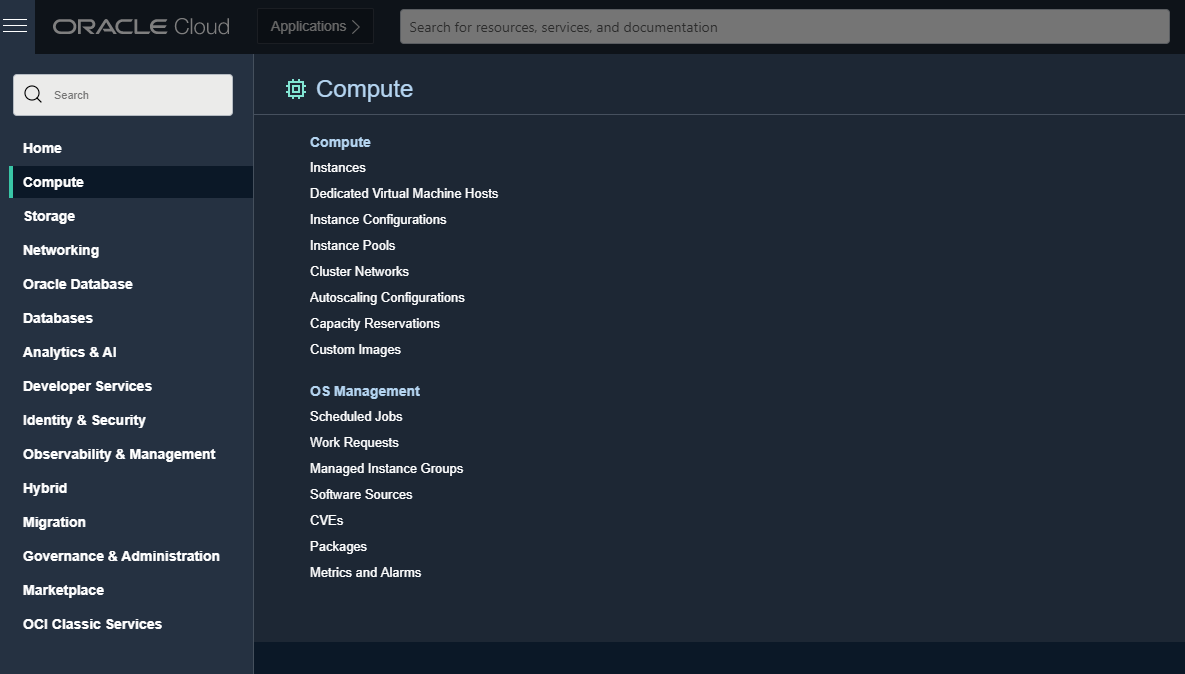 ORACLE Cloud
Applications
Search for resources, services, and documentation
Search
Home
Compute
Storage
Networking
Oracle Database
Databases
Analytics & AI
Developer Services
Identity & Security
Observability & Management
Hybrid
Migration
Governance & Administration
Marketplace
OCI Classic Services
Compute
Compute
Instances
Dedicated Virtual Machine Hosts
Instance Configurations
Instance Pools
Cluster Networks
Autoscaling Configurations
Capacity Reservations
Custom Images
OS Management
Scheduled Jobs
Work Requests
Managed Instance Groups
Software Sources
CVEs
Packages
Metrics and Alarms